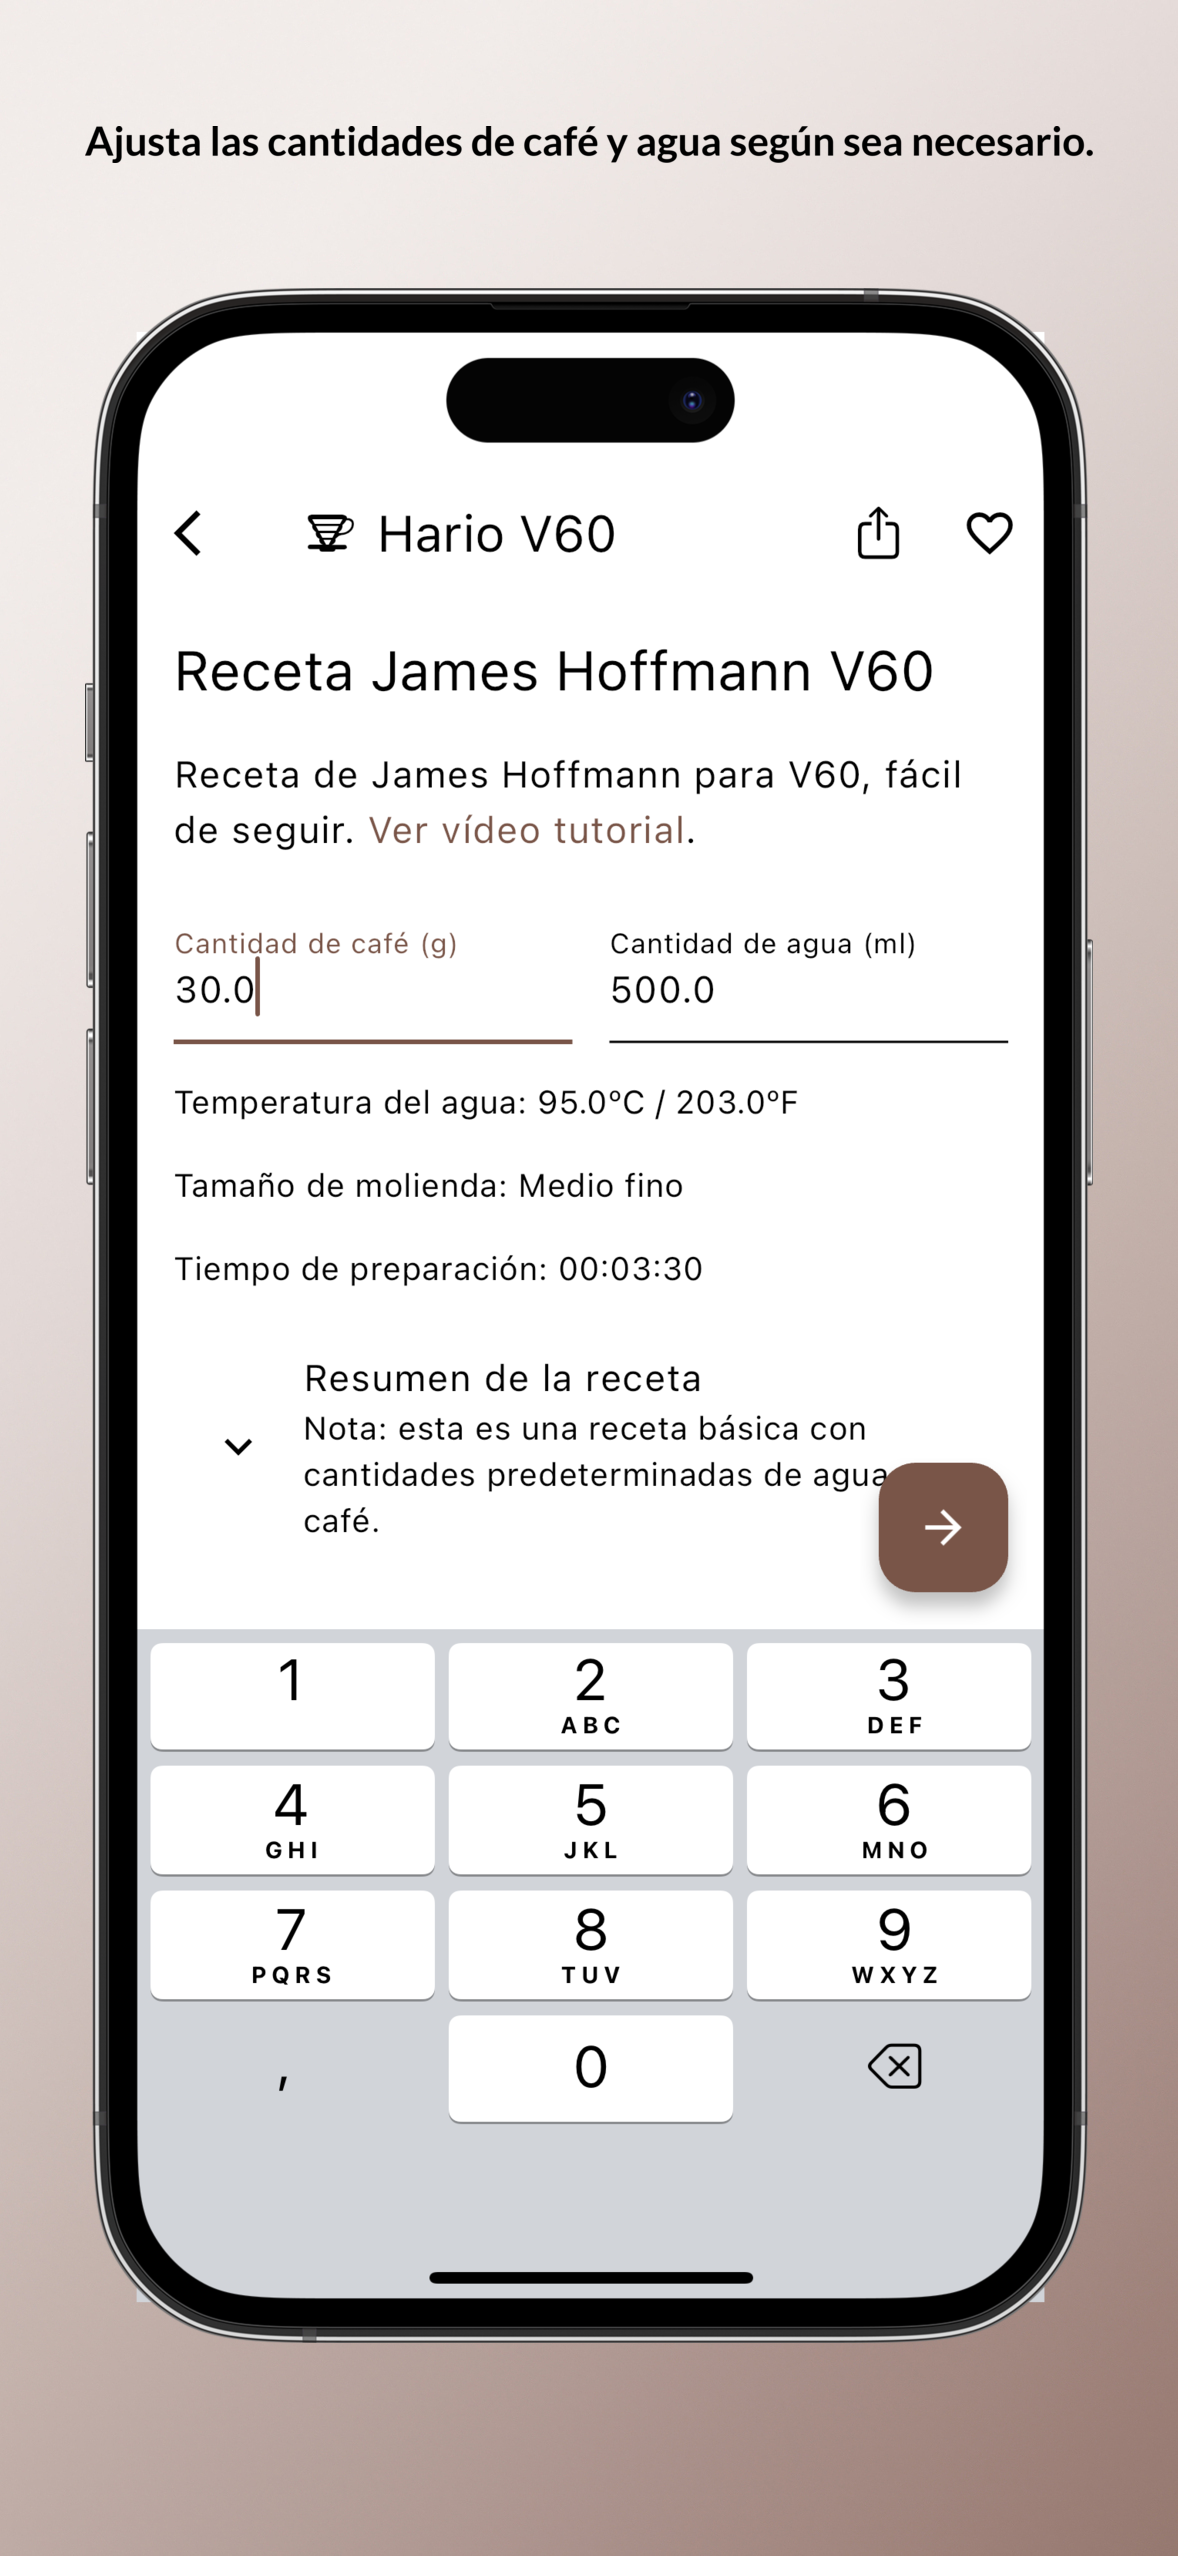 Ajusta las cantidades de café y agua según sea necesario.
Hario V60
Receta James Hoffmann V60
Receta de James Hoffmann para V60, fácil
de seguir. Ver vídeo tutorial.
Cantidad de café (g)
30.0
Cantidad de agua (ml)
500.0
Temperatura del agua: 95.0ºC / 203.0ºF
Tamaño de molienda: Medio fino
Tiempo de preparación: 00:03:30
Resumen de la receta
Nota: esta es una receta básica con
cantidades predeterminadas de agua
café.
1
2
ABC
3
DEF
4
GHI
5
JKL
6
MNO
7
PQRS
8
TUV
9
WXYZ
,
0